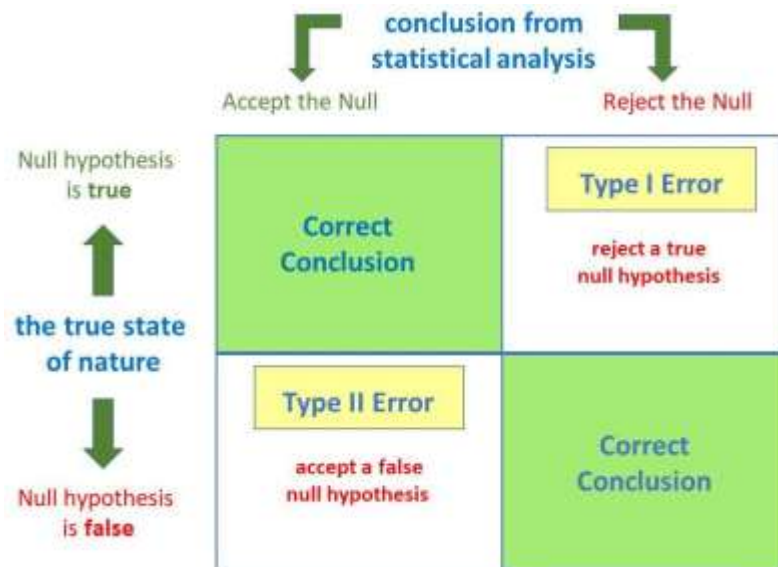 conclusion from
statistical analysis
Accept the Null
Reject the Null
Null hypothesis
is true
Correct
Conclusion
Type I Error
reject a true
null hypothesis
the true state
of nature
Type II Error
accept a false
null hypothesis
Correct
Conclusion
Null hypothesis
is false